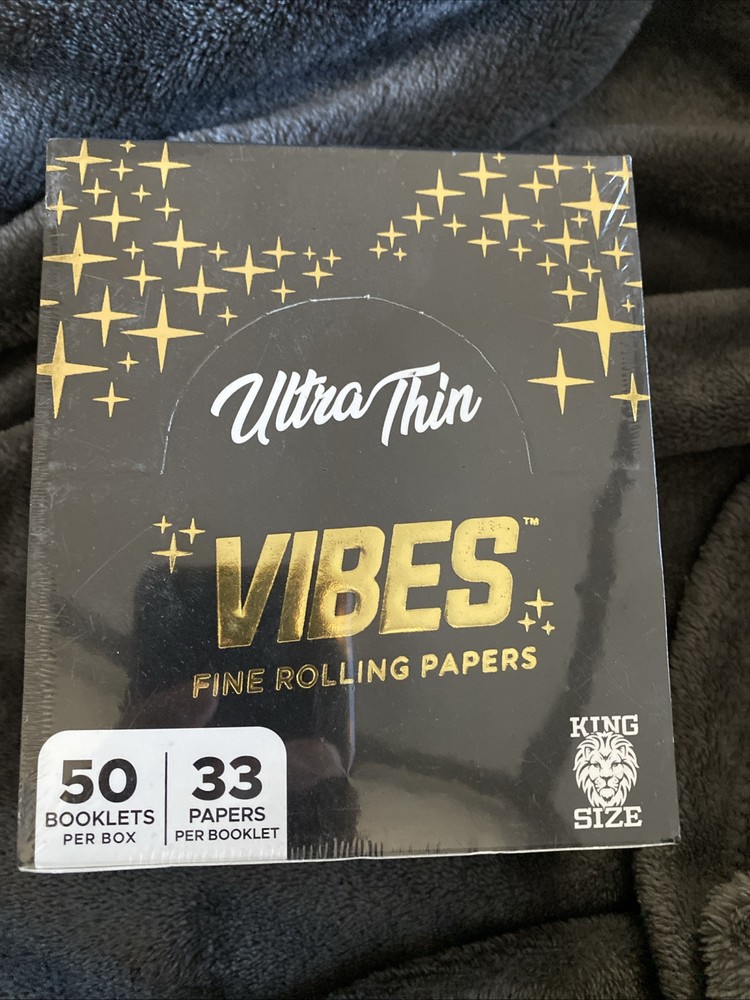 Ultra Thin
VIBES™
FINE ROLLING PAPERS
50
BOOKLETS
PER BOX
33
PAPERS
PER BOOKLET
KING
SIZE